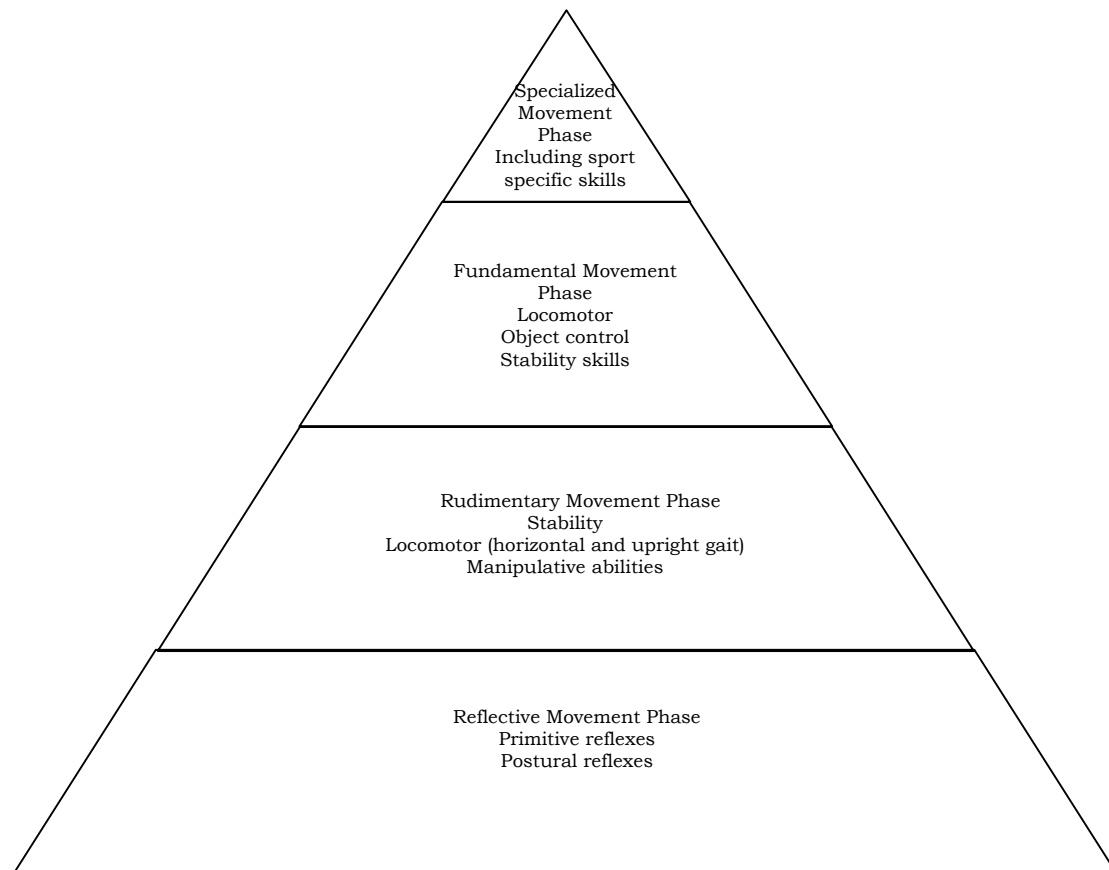 Specialized
Movement
Phase
Including sport
specific skills
Fundamental Movement
Phase
Locomotor
Object control
Stability skills
Rudimentary Movement Phase
Stability
Locomotor (horizontal and upright gait)
Manipulative abilities
Reflective Movement Phase
Primitive reflexes
Postural reflexes